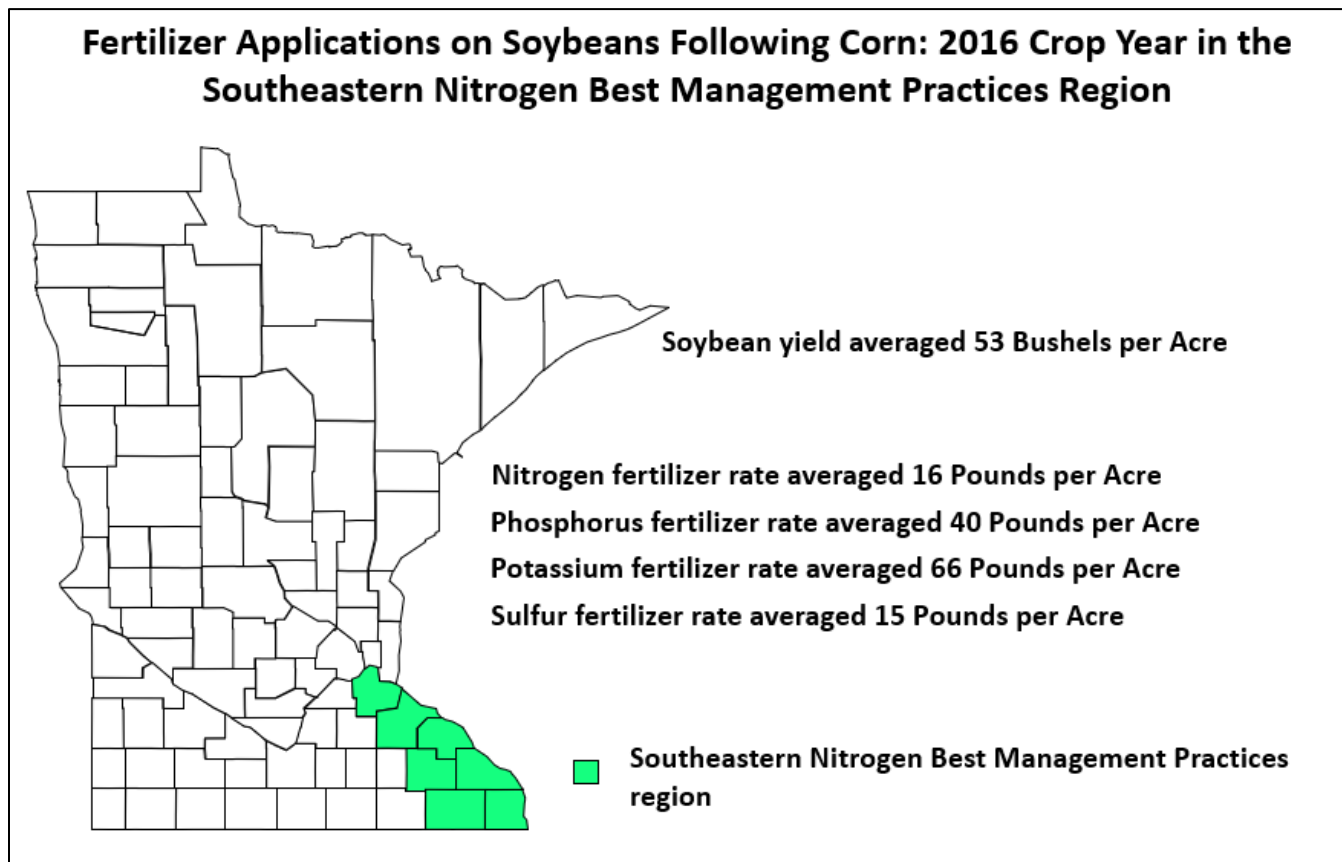 Fertilizer Applications on Soybeans Following Corn: 2016 Crop Year in the
Southeastern Nitrogen Best Management Practices Region
Soybean yield averaged 53 Bushels per Acre
Nitrogen fertilizer rate averaged 16 Pounds per Acre
Phosphorus fertilizer rate averaged 40 Pounds per Acre
Potassium fertilizer rate averaged 66 Pounds per Acre
Sulfur fertilizer rate averaged 15 Pounds per Acre
Southeastern Nitrogen Best Management Practices
region